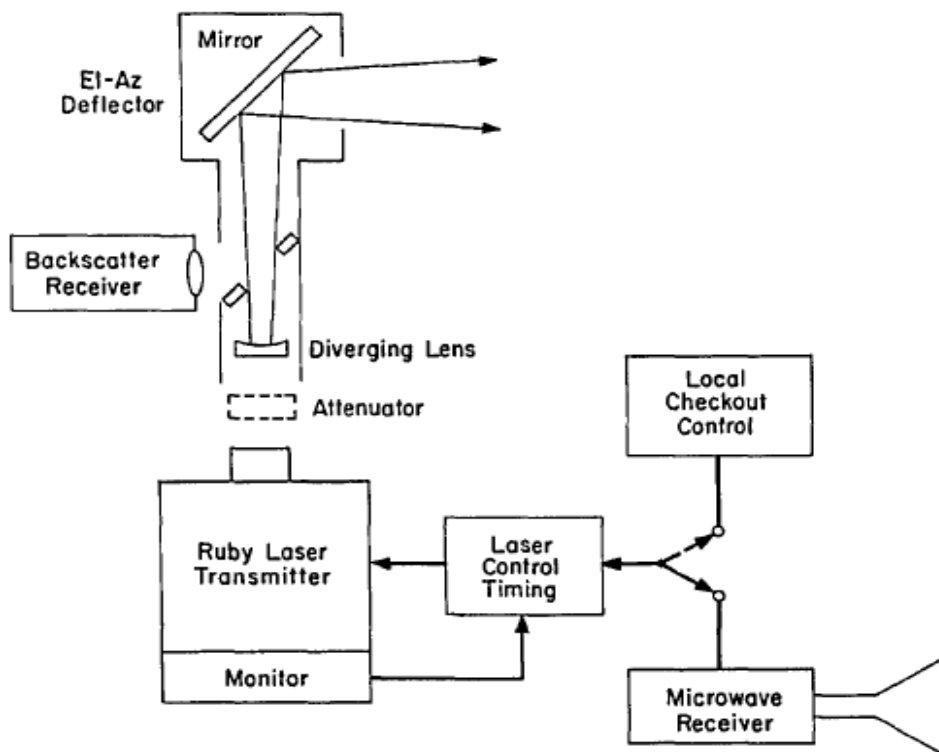 Mirror
El-Az
Deflector
Backscatter
Receiver
Diverging Lens
Attenuator
Local
Checkout
Control
Ruby Laser
Transmitter
Laser
Control
Timing
Monitor
Microwave
Receiver